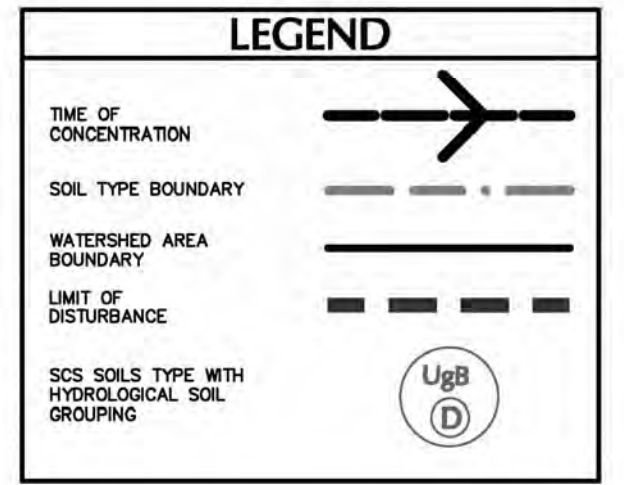 LEGEND
TIME OF
CONCENTRATION
SOIL TYPE BOUNDARY
WATERSHED AREA
BOUNDARY
LIMIT OF
DISTURBANCE
SCS SOILS TYPE WITH
HYDROLOGICAL SOIL
GROUPING
UgB
D